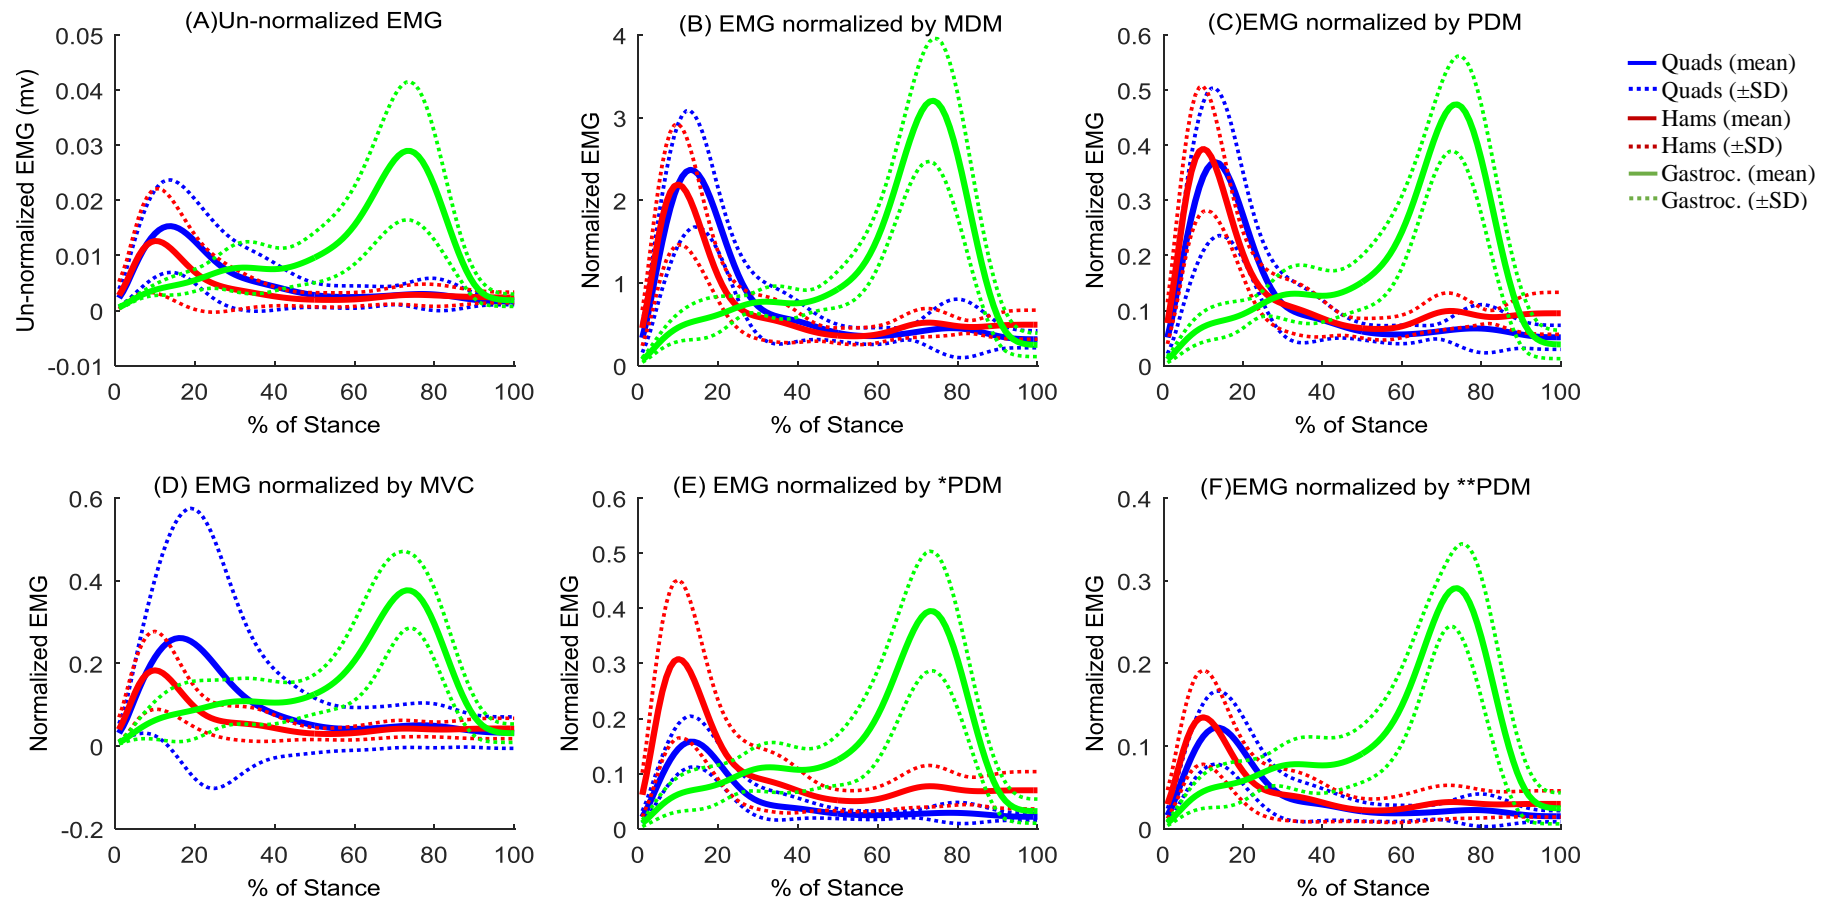 (A)Un-normalized EMG
0.05
0.04
0.03
0.02
0.01
0
-0.01
Un-normalized EMG (mv)
0 20 40 60 80 100
% of Stance
(B) EMG normalized by MDM
4
3
2
1
0
Normalized EMG
0 20 40 60 80 100
% of Stance
(C)EMG normalized by PDM
0.6
0.5
0.4
0.3
0.2
0.1
0
Normalized EMG
0 20 40 60 80 100
% of Stance
Quads (mean)
Quads (±SD)
Hams (mean)
Hams (±SD)
Gastroc. (mean)
Gastroc. (±SD)
(D) EMG normalized by MVC
0.6
0.4
0.2
0
-0.2
Normalized EMG
0 20 40 60 80 100
% of Stance
(E) EMG normalized by *PDM
0.6
0.5
0.4
0.3
0.2
0.1
0
Normalized EMG
0 20 40 60 80 100
% of Stance
(F)EMG normalized by **PDM
0.4
0.3
0.2
0.1
0
Normalized EMG
0 20 40 60 80 100
% of Stance